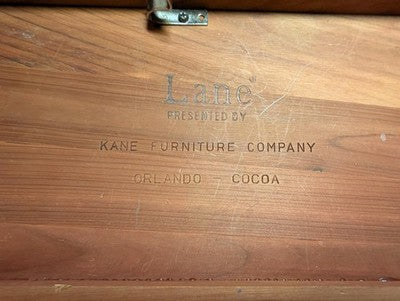 Lane
PRESENTED BY
KANE FURNITURE COMPANY
ORLANDO - COCOA